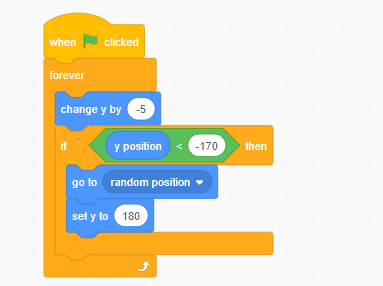 when clicked
forever
change y by -5
if y position < -170 then
go to random position
set y to 180